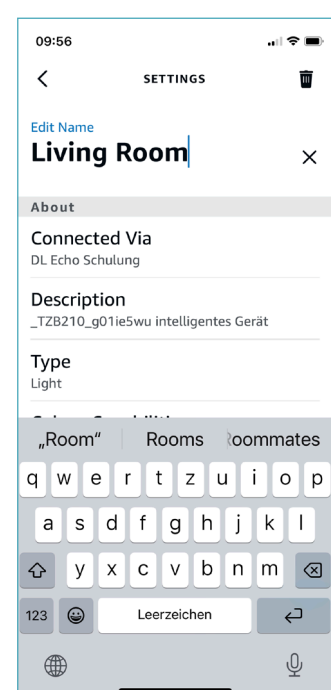 09:56
SETTINGS
Edit Name
Living Room
About
Connected Via
DL Echo Schulung
Description
_TZB210_g01ie5wu intelligentes Gerät
Type
Light
„Room“ Rooms Roommates
q w e r t z u i o p
a s d f g h j k l
y x c v b n m
123 Leerzeichen